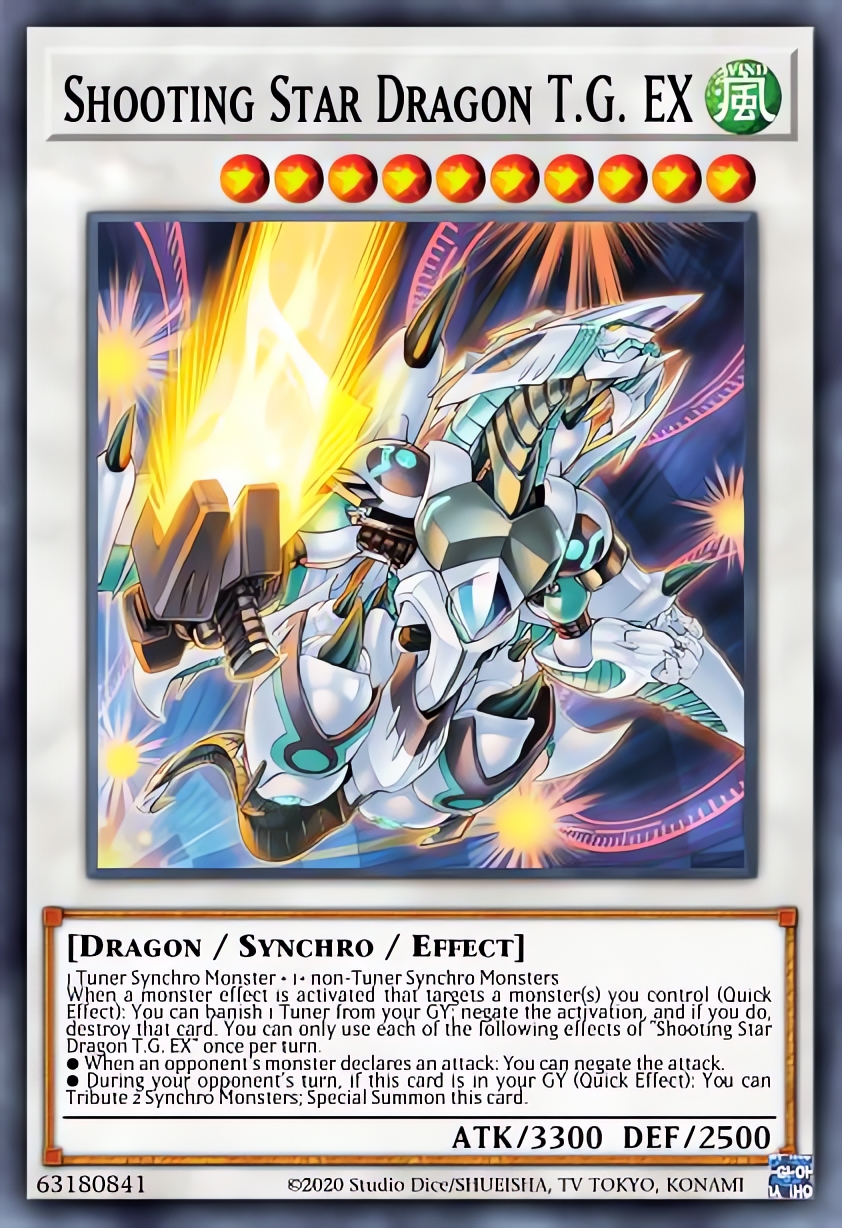 SHOOTING STAR DRAGON T.G. EX
WIND
風
[DRAGON / SYNCHRO / EFFECT]
1 Tuner Synchro Monster + 1+ non-Tuner Synchro Monsters
When a monster effect is activated that targets a monster(s) you control (Quick
Effect): You can banish 1 Tuner from your GY; negate the activation, and if you do,
destroy that card. You can only use each of the following effects of "Shooting Star
Dragon T.G. EX" once per turn.
● When an opponent's monster declares an attack: You can negate the attack.
● During your opponent's turn, if this card is in your GY (Quick Effect): You can
Tribute 2 Synchro Monsters; Special Summon this card.
ATK/3300 DEF/2500
63180841
©2020 Studio Dice/SHUEISHA, TV TOKYO, KONAMI